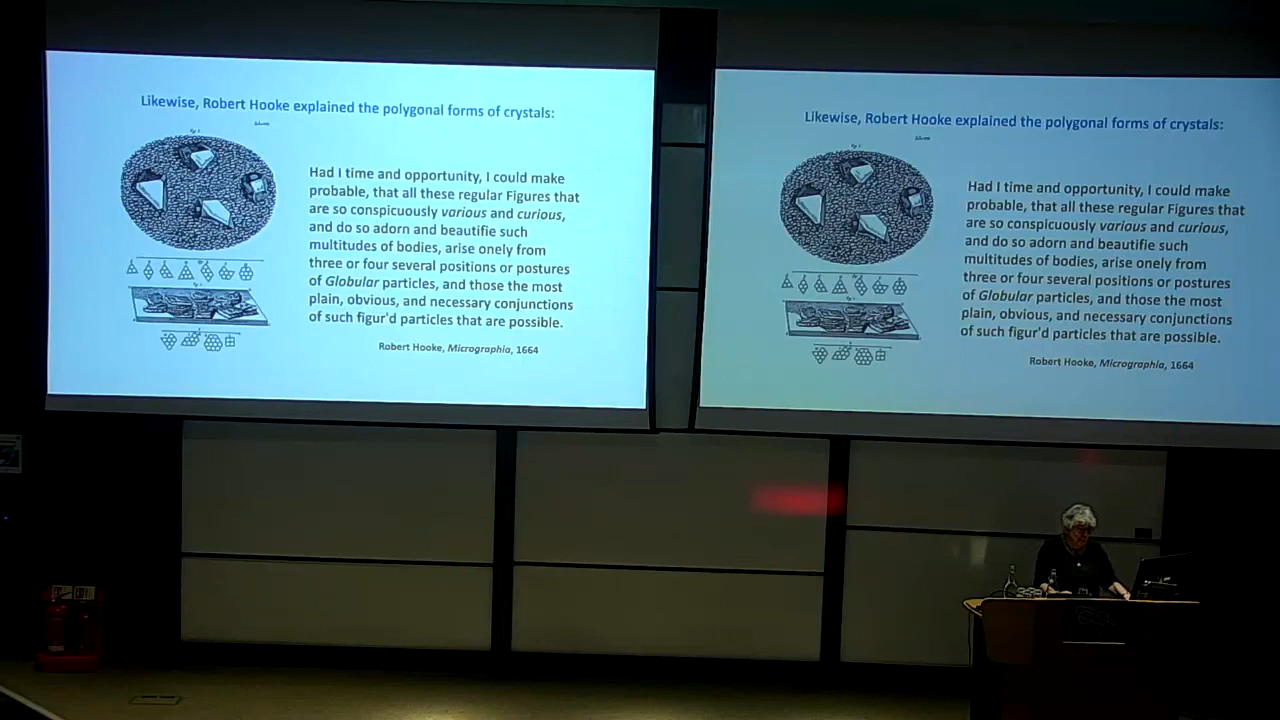 Likewise, Robert Hooke explained the polygonal forms of crystals:
Had I time and opportunity, I could make
probable, that all these regular Figures that
are so conspicuously various and curious,
and do so adorn and beautifie such
multitudes of bodies, arise onely from
three or four several positions or postures
of Globular particles, and those the most
plain, obvious, and necessary conjunctions
of such figur'd particles that are possible.
Robert Hooke, Micrographia, 1664
Likewise, Robert Hooke explained the polygonal forms of crystals:
Had I time and opportunity, I could make
probable, that all these regular Figures that
are so conspicuously various and curious,
and do so adorn and beautifie such
multitudes of bodies, arise onely from
three or four several positions or postures
of Globular particles, and those the most
plain, obvious, and necessary conjunctions
of such figur'd particles that are possible.
Robert Hooke, Micrographia, 1664